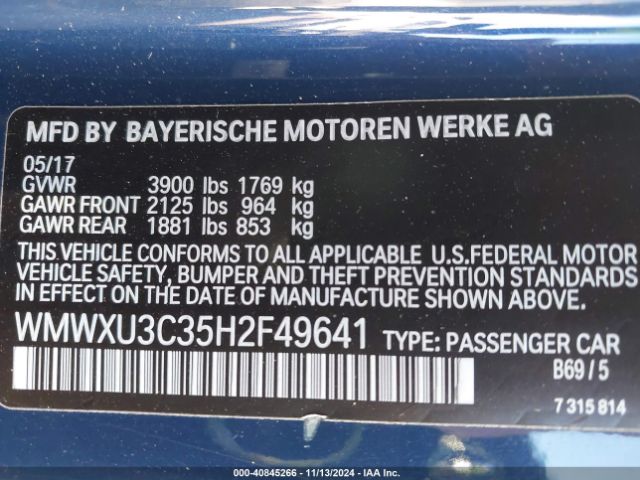 MFD BY BAYERISCHE MOTOREN WERKE AG
05/17
GVWR 3900 lbs 1769 kg
GAWR FRONT 2125 lbs 964 kg
GAWR REAR 1881 lbs 853 kg
THIS VEHICLE CONFORMS TO ALL APPLICABLE U.S.FEDERAL MOTOR
VEHICLE SAFETY, BUMPER AND THEFT PREVENTION STANDARDS
IN EFFECT ON THE DATE OF MANUFACTURE SHOWN ABOVE.
WMWXU3C35H2F49641 TYPE: PASSENGER CAR
B69 / 5
7 315 814
000-40845266 - 11/13/2024 - IAA Inc.